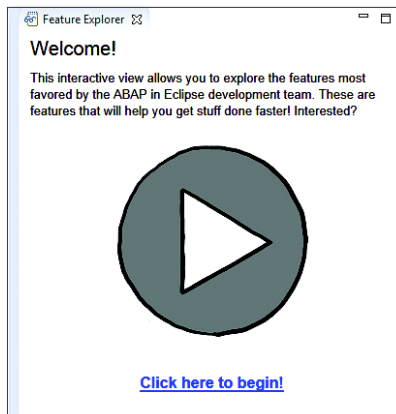 Feature Explorer
Welcome!
This interactive view allows you to explore the features most
favored by the ABAP in Eclipse development team. These are
features that will help you get stuff done faster! Interested?
Click here to begin!